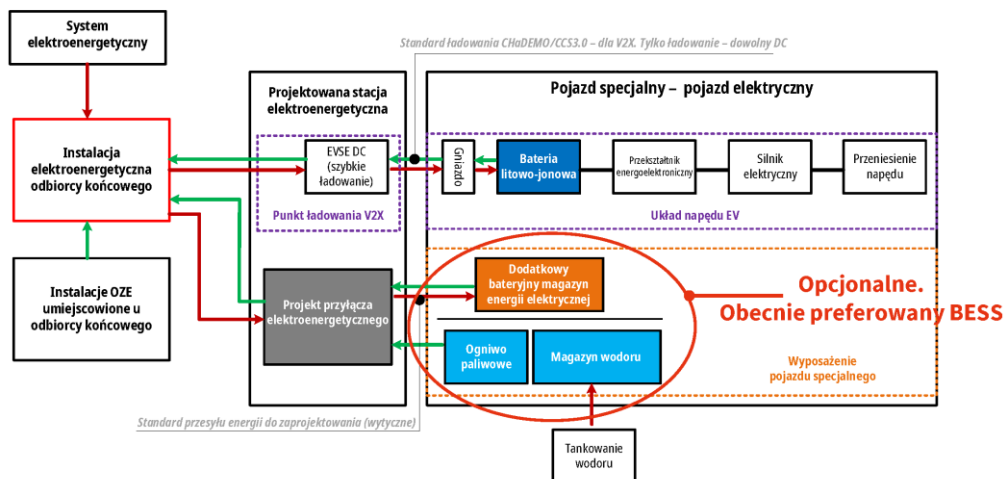 System
elektroenergetyczny
Standard ładowania CHaDEMO/CCS3.0 – dla V2X. Tylko ładowanie – dowolny DC
Projektowana stacja
elektroenergetyczna
Pojazd specjalny – pojazd elektryczny
Instalacja
elektroenergetyczna
odbiorcy końcowego
EVSE DC
(szybkie
ładowanie)
Punkt ładowania V2X
Gniazdo
Bateria
litowo-jonowa
Przekształtnik
energoelektroniczny
Silnik
elektryczny
Przeniesienie
napędu
Układ napędu EV
Instalacje OZE
umiejscowione u
odbiorcy końcowego
Projekt przyłącza
elektroenergetycznego
Dodatkowy
bateryjny magazyn
energii elektrycznej
Opcjonalne.
Obecnie preferowany BESS
Ogniwo
paliwowe
Magazyn wodoru
Wyposażenie
pojazdu specjalnego
Standard przesyłu energii do zaprojektowania (wytyczne)
Tankowanie
wodoru